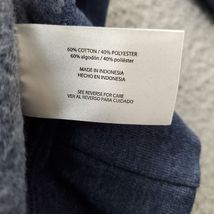 60% COTTON / 40% POLYESTER
60% algodón / 40% poliéster
MADE IN INDONESIA
HECHO EN INDONESIA
SEE REVERSE FOR CARE
VER AL REVERSO PARA CUIDADO